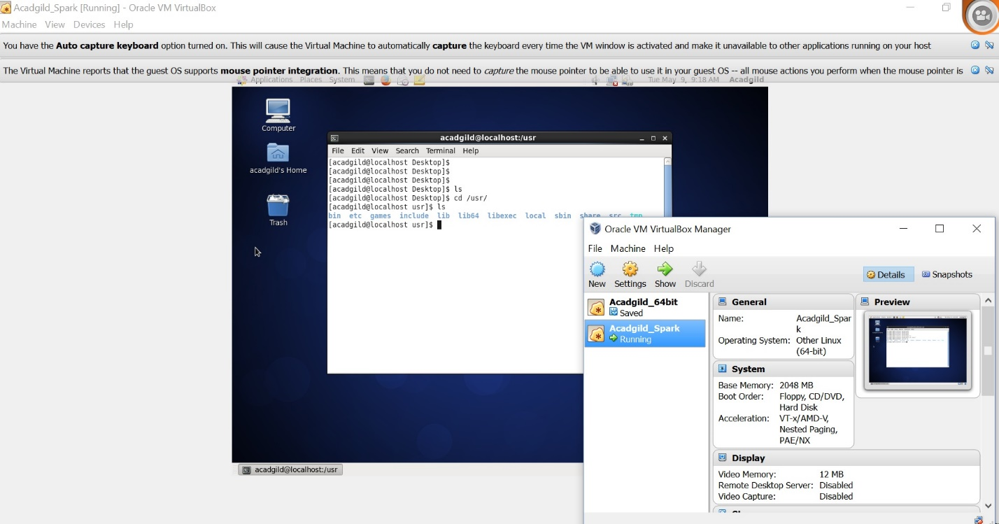 Acadgild_Spark [Running] - Oracle VM VirtualBox
Machine View Devices Help
You have the Auto capture keyboard option turned on. This will cause the Virtual Machine to automatically capture the keyboard every time the VM window is activated and make it unavailable to other applications running on your host
The Virtual Machine reports that the guest OS supports mouse pointer integration. This means that you do not need to capture the mouse pointer to be able to use it in your guest OS -- all mouse actions you perform when the mouse pointer is
Applications Places System Tue May 9, 9:18 AM Acadgild
Computer
acadgild's Home
Trash
acadgild@localhost:/usr
File Edit View Search Terminal Help
[acadgild@localhost Desktop]$
[acadgild@localhost Desktop]$
[acadgild@localhost Desktop]$
[acadgild@localhost Desktop]$ ls
[acadgild@localhost Desktop]$ cd /usr/
[acadgild@localhost usr]$ ls
bin etc games include lib lib64 libexec local sbin share src tmp
[acadgild@localhost usr]$
acadgild@localhost:/usr
Oracle VM VirtualBox Manager
File Machine Help
New Settings Show Discard
Details Snapshots
Acadgild_64bit
Saved
Acadgild_Spark
Running
General
Name: Acadgild_Spar
k
Operating System: Other Linux
(64-bit)
System
Base Memory: 2048 MB
Boot Order: Floppy, CD/DVD,
Hard Disk
Acceleration: VT-x/AMD-V,
Nested Paging,
PAE/NX
Preview
Display
Video Memory: 12 MB
Remote Desktop Server: Disabled
Video Capture: Disabled